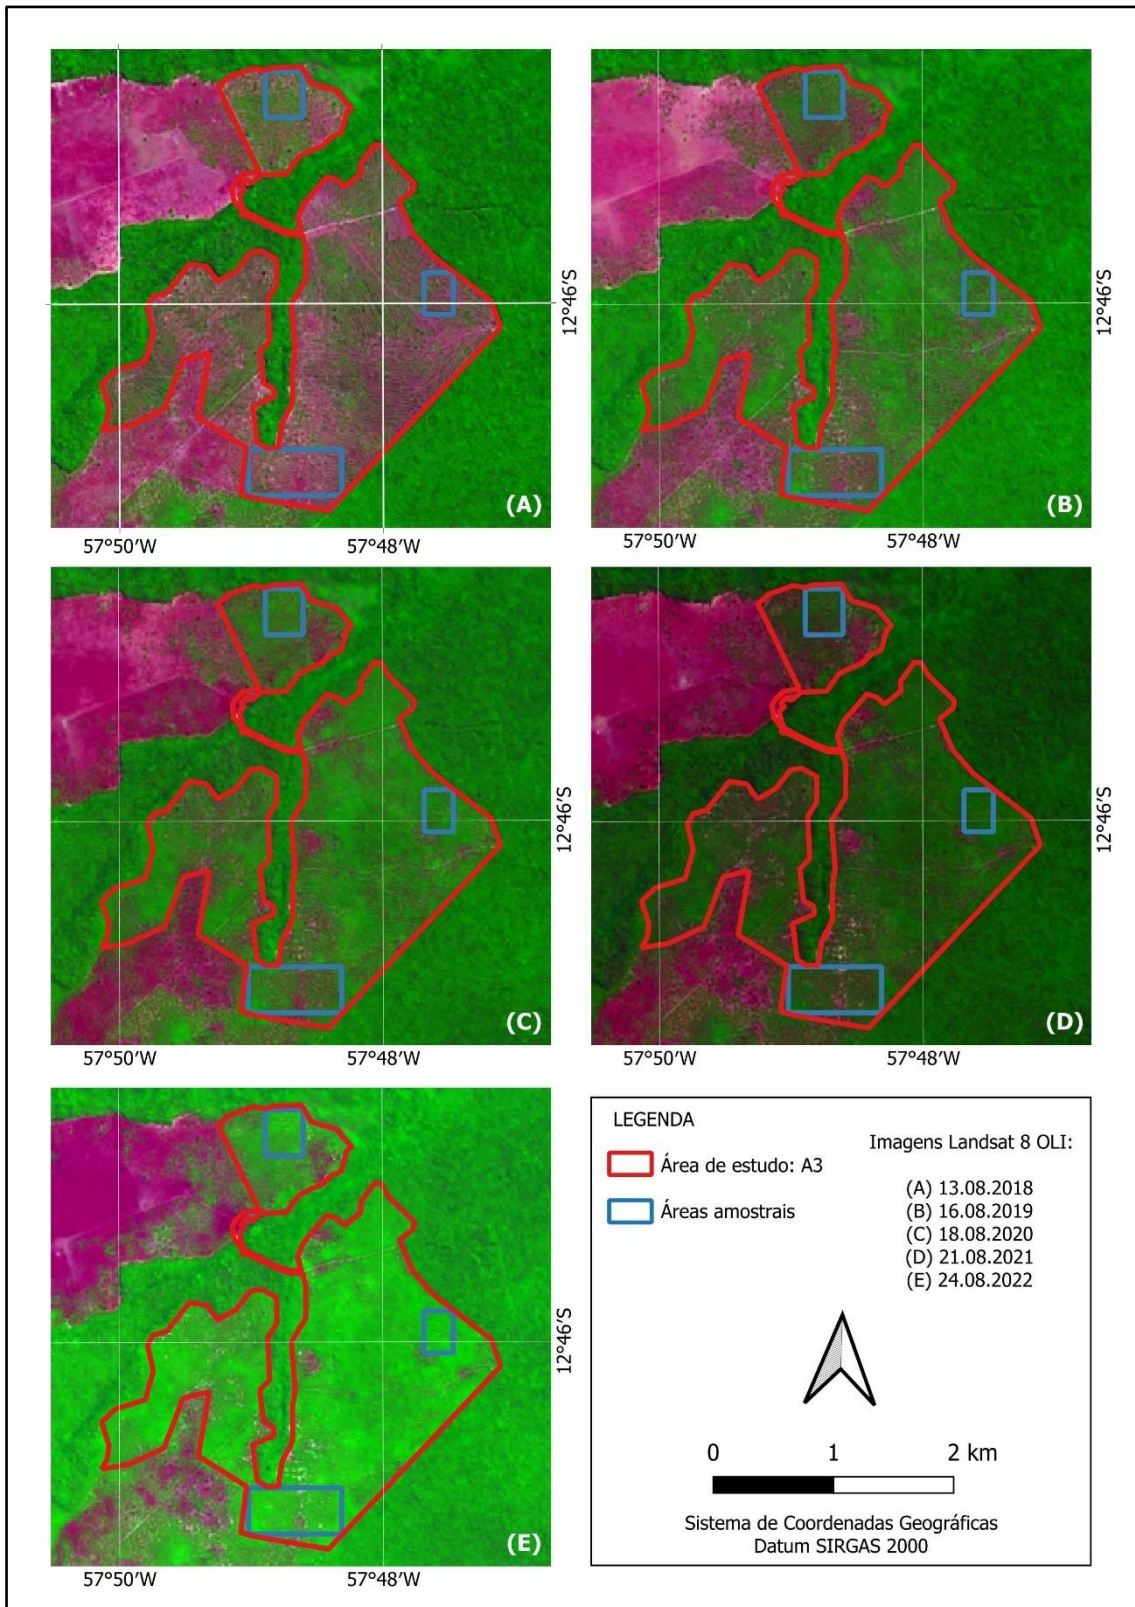 (A)
12°46'S
57°50'W
57°48'W
(B)
12°46'S
57°50'W
57°48'W
(C)
12°46'S
57°50'W
57°48'W
(D)
12°46'S
57°50'W
57°48'W
(E)
12°46'S
57°50'W
57°48'W
LEGENDA
Área de estudo: A3
Áreas amostrais
Imagens Landsat 8 OLI:
(A) 13.08.2018
(B) 16.08.2019
(C) 18.08.2020
(D) 21.08.2021
(E) 24.08.2022
0 1 2 km
Sistema de Coordenadas Geográficas
Datum SIRGAS 2000